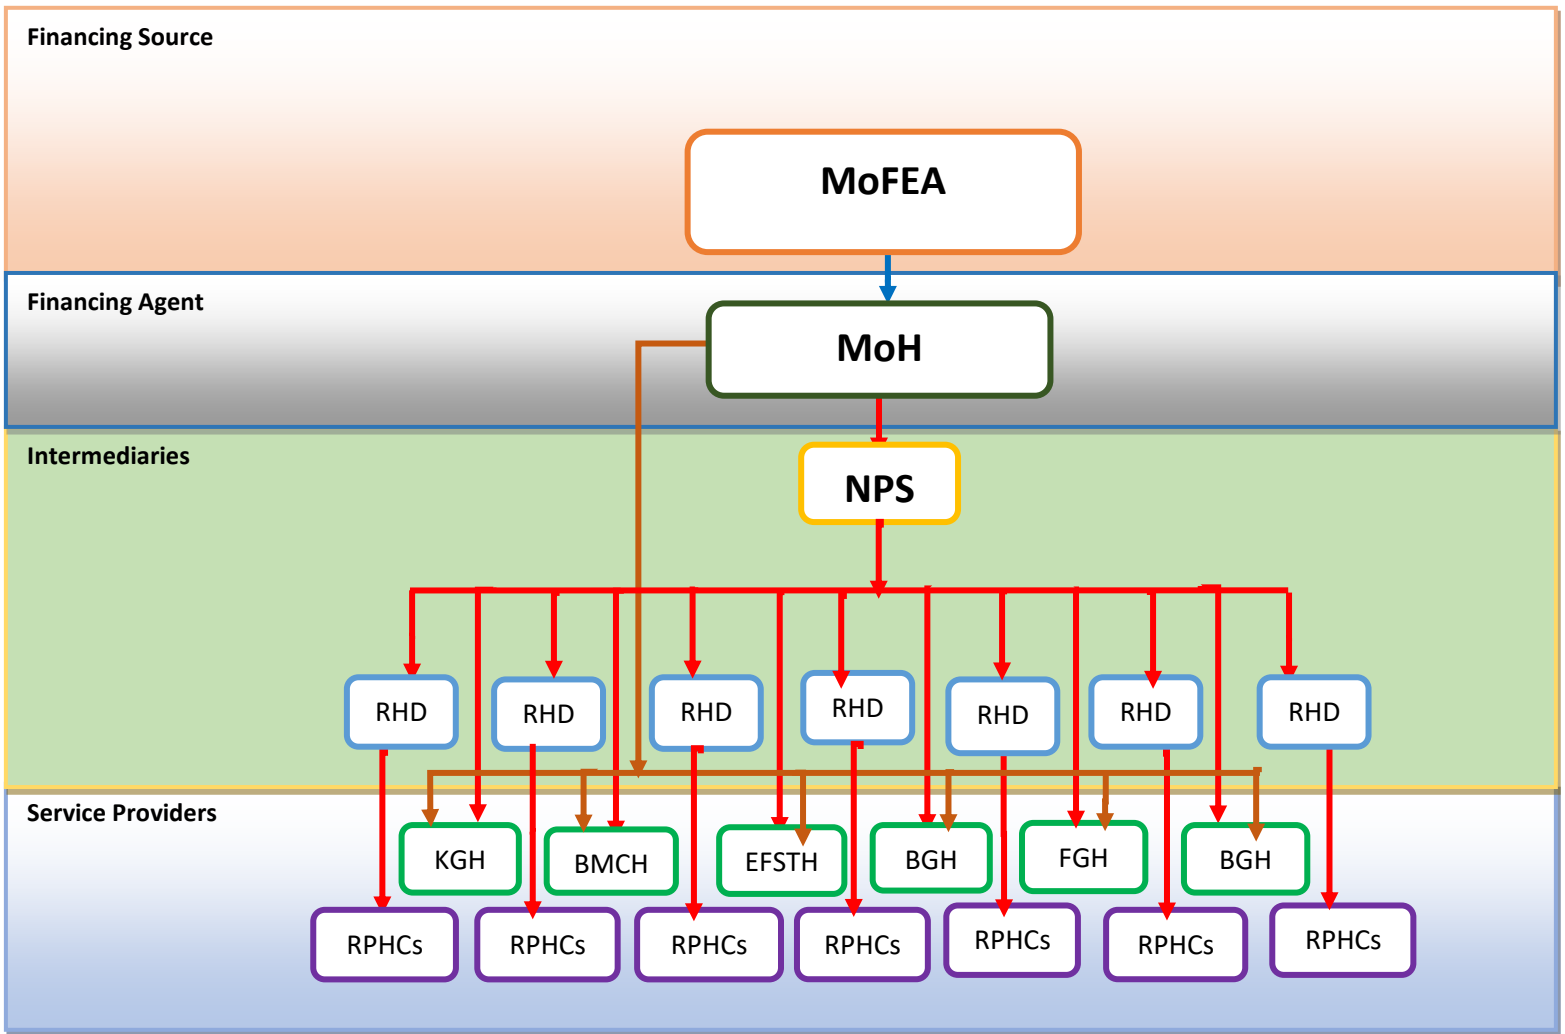 Financing Source
MoFEA
Financing Agent
MoH
Intermediaries
NPS
RHD
RHD
RHD
RHD
RHD
RHD
RHD
Service Providers
KGH
BMCH
EFSTH
BGH
FGH
BGH
RPHCs
RPHCs
RPHCs
RPHCs
RPHCs
RPHCs
RPHCs